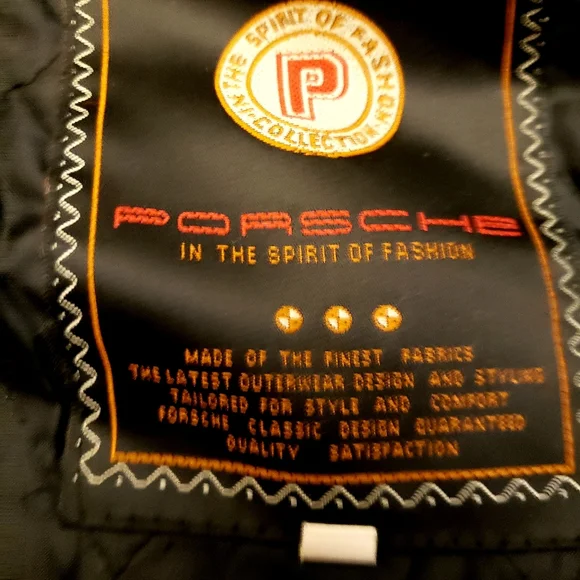 THE SPIRIT OF FASHION
IN-COLLECTION
P
PORSCHE
IN THE SPIRIT OF FASHION
MADE OF THE FINEST FABRICS
THE LATEST OUTERWEAR DESIGN AND STYLING
TAILORED FOR STYLE AND COMFORT
PORSCHE CLASSIC DESIGN GUARANTEED
QUALITY SATISFACTION